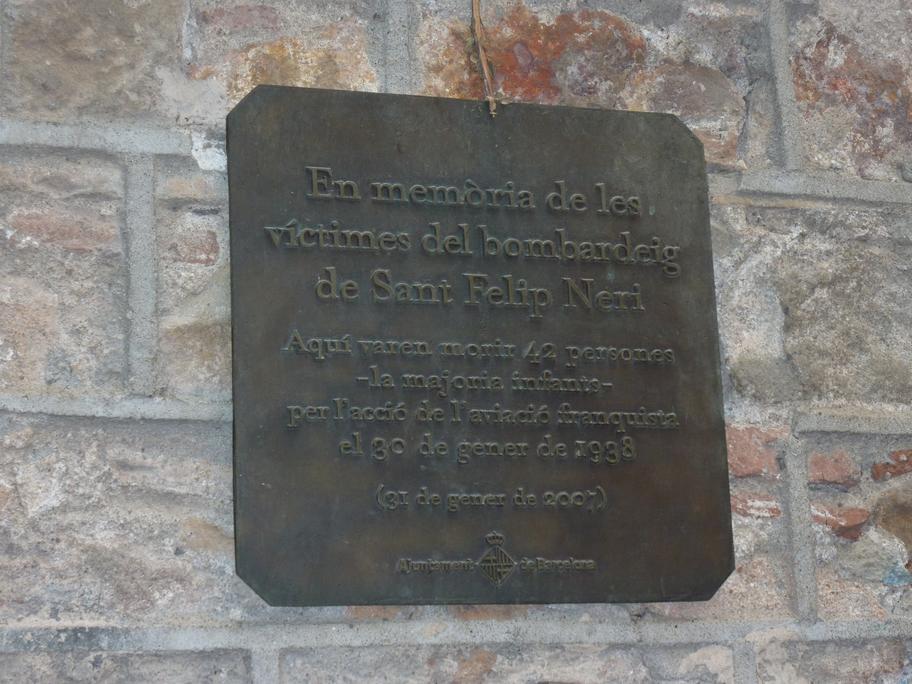 En memòria de les
víctimes del bombardeig
de Sant Felip Neri
Aquí varen morir 42 persones
-la majoria infants-
per l'acció de l'aviació franquista
el 30 de gener de 1938
(31 de gener de 2007)
Ajuntament de Barcelona